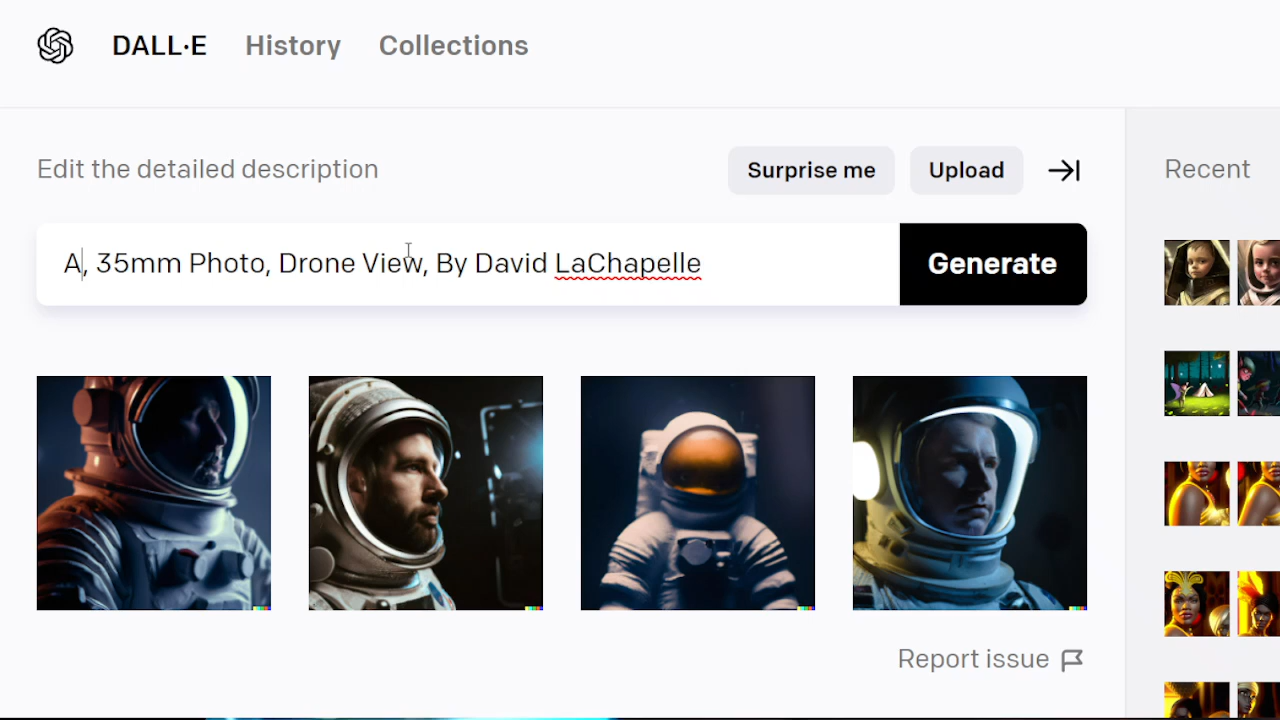 DALL·E History Collections
Edit the detailed description
Surprise me
Upload
Recent
A, 35mm Photo, Drone View, By David LaChapelle
Generate
Report issue